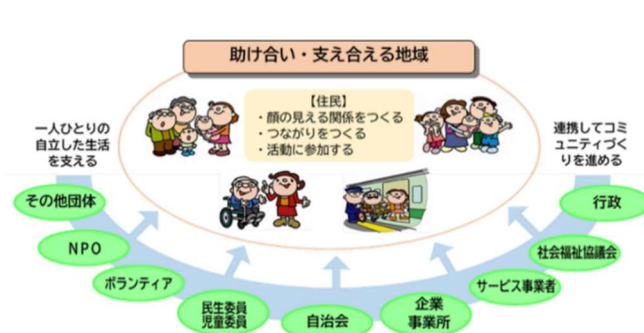 助け合い・支え合える地域
【住民】
・顔の見える関係をつくる
・つながりをつくる
・活動に参加する
一人ひとりの
自立した生活
を支える
連携してコミ
ュニティづく
りを進める
その他団体
NPO
ボランティア
民生委員
児童委員
自治会
企業
事業所
サービス事業者
社会福祉協議会
行政